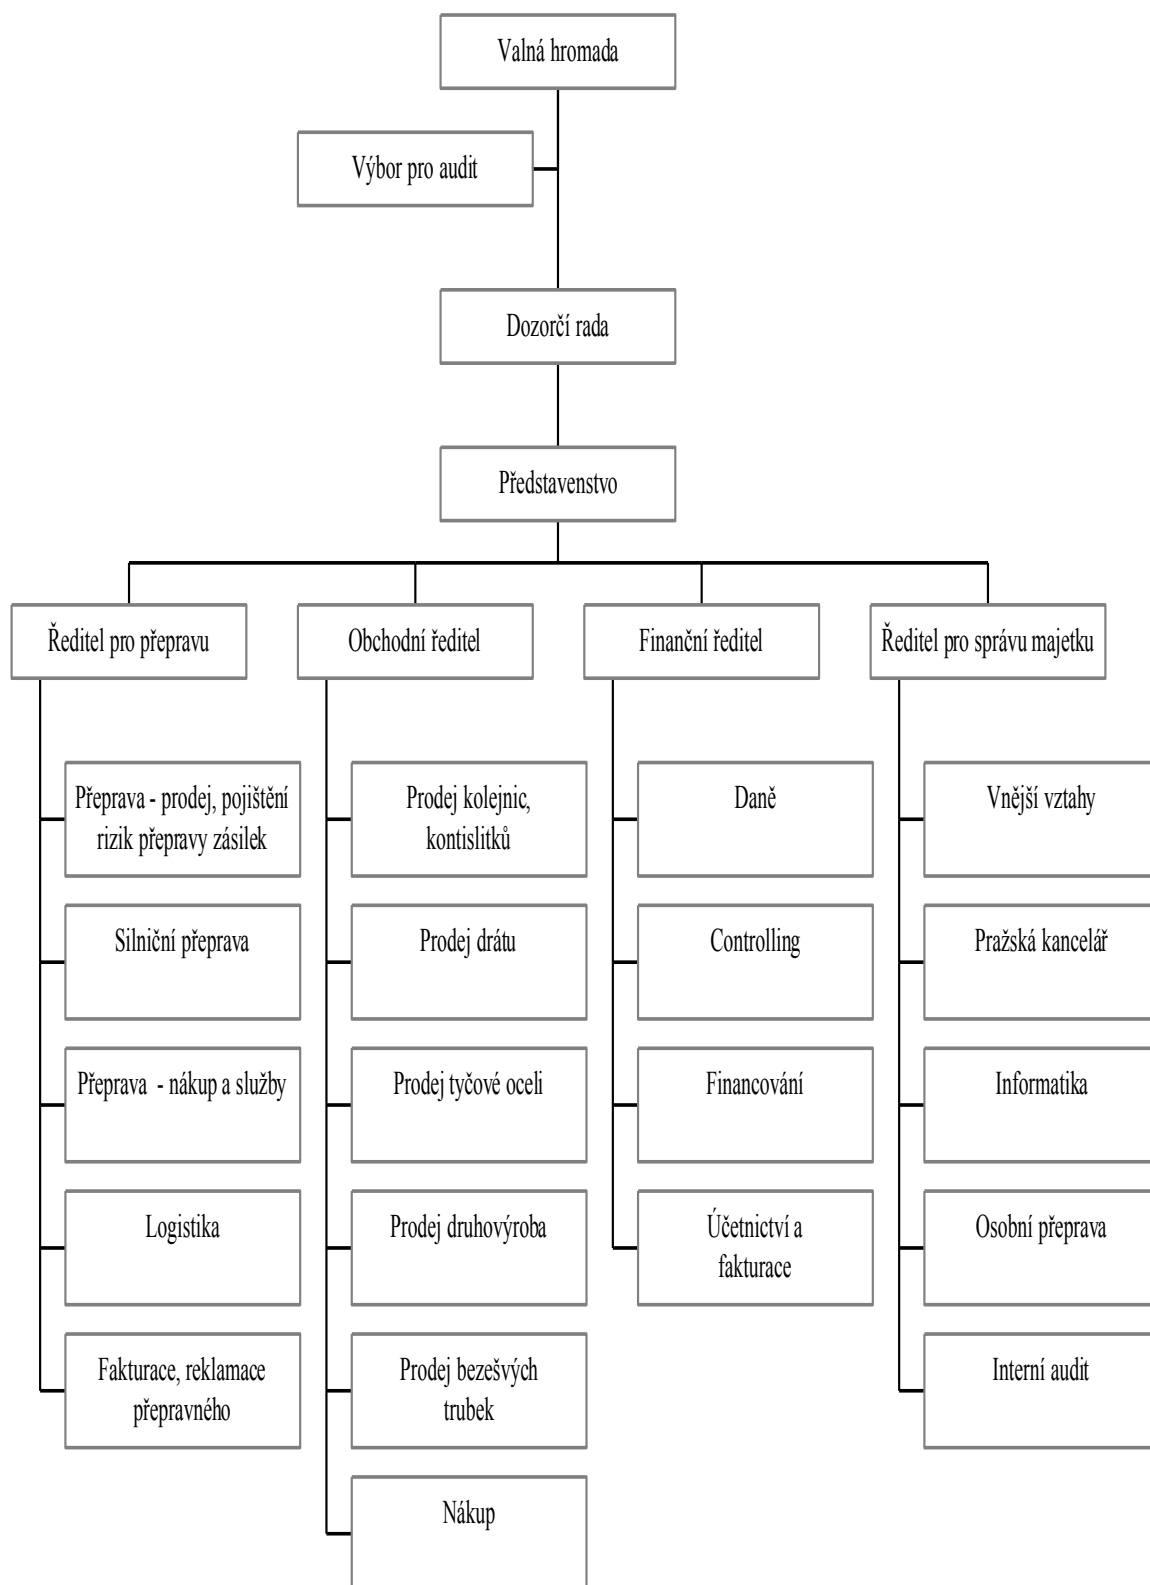 Valná hromada
Výbor pro audit
Dozorčí rada
Představenstvo
Ředitel pro přepravu
Obchodní ředitel
Finanční ředitel
Ředitel pro správu majetku
Přeprava - prodej, pojištění
rizik přepravy zásilek
Silniční přeprava
Přeprava  - nákup a služby
Logistika
Fakturace, reklamace
přepravného
Prodej kolejnic,
kontislitků
Prodej drátu
Prodej tyčové oceli
Prodej druhovýroba
Prodej bezešvých
trubek
Nákup
Daně
Controlling
Financování
Účetnictví a
fakturace
Vnější vztahy
Pražská kancelář
Informatika
Osobní přeprava
Interní audit